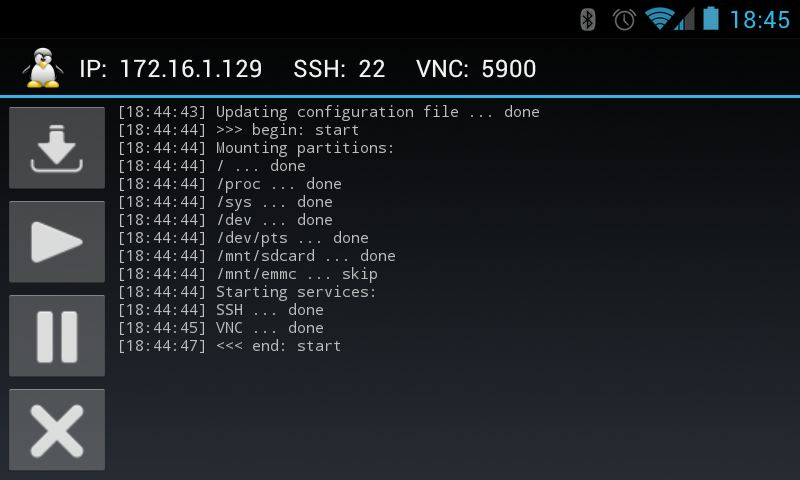 18:45
IP: 172.16.1.129 SSH: 22 VNC: 5900
[18:44:43] Updating configuration file ... done
[18:44:44] >>> begin: start
[18:44:44] Mounting partitions:
[18:44:44] / ... done
[18:44:44] /proc ... done
[18:44:44] /sys ... done
[18:44:44] /dev ... done
[18:44:44] /dev/pts ... done
[18:44:44] /mnt/sdcard ... done
[18:44:44] /mnt/emmc ... skip
[18:44:44] Starting services:
[18:44:44] SSH ... done
[18:44:45] VNC ... done
[18:44:47] <<< end: start